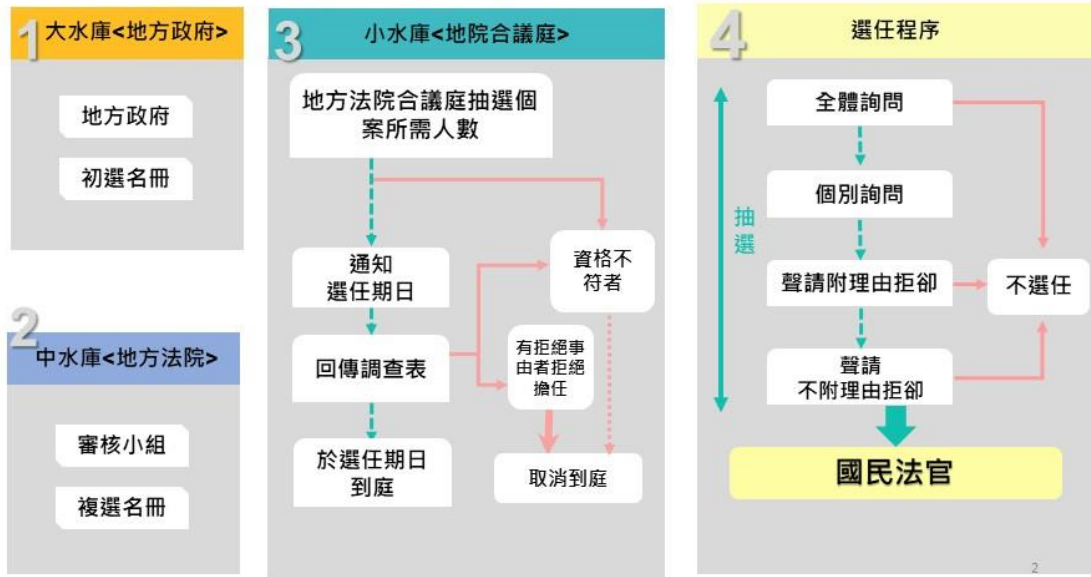 1
大水庫<地方政府>
地方政府
初選名冊
2
中水庫<地方法院>
審核小組
複選名冊
3
小水庫<地院合議庭>
地方法院合議庭抽選個
案所需人數
通知
選任期日
資格不
符者
回傳調查表
有拒絕事
由者拒絕
擔任
於選任期日
到庭
取消到庭
4
選任程序
抽
選
全體詢問
個別詢問
聲請附理由拒卻
不選任
聲請
不附理由拒卻
國民法官
2